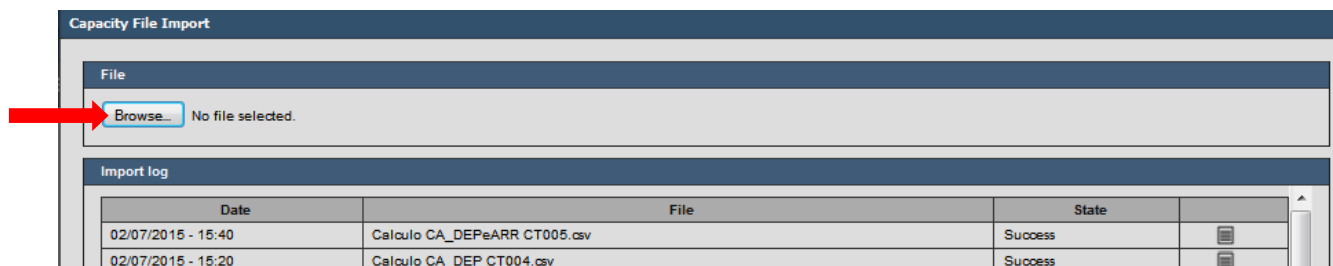 Capacity File Import
File
Browse... No file selected.
Import log
Date File State
02/07/2015 - 15:40 Calculo CA_DEPeARR CT005.csv Success
02/07/2015 - 15:20 Calculo CA_DEP CT004.csv Success